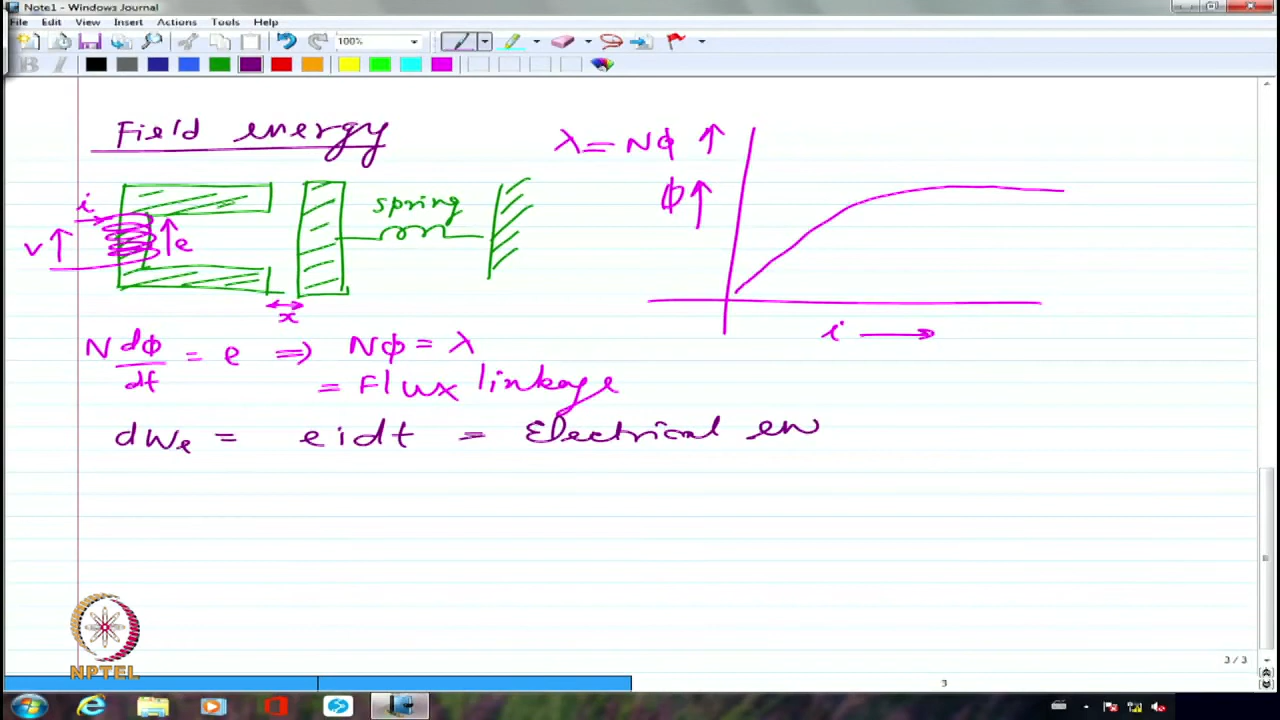 Note1 - Windows Journal
File Edit View Insert Actions Tools Help
100%
B I
Field energy
λ = Nϕ ↑
ϕ ↑
i
v ↑
↑ e
spring
x
i →
N dϕ/dt = e ⇒ Nϕ = λ
= Flux linkage
dWe = e i dt = Electrical en
NPTEL
3 / 3
3